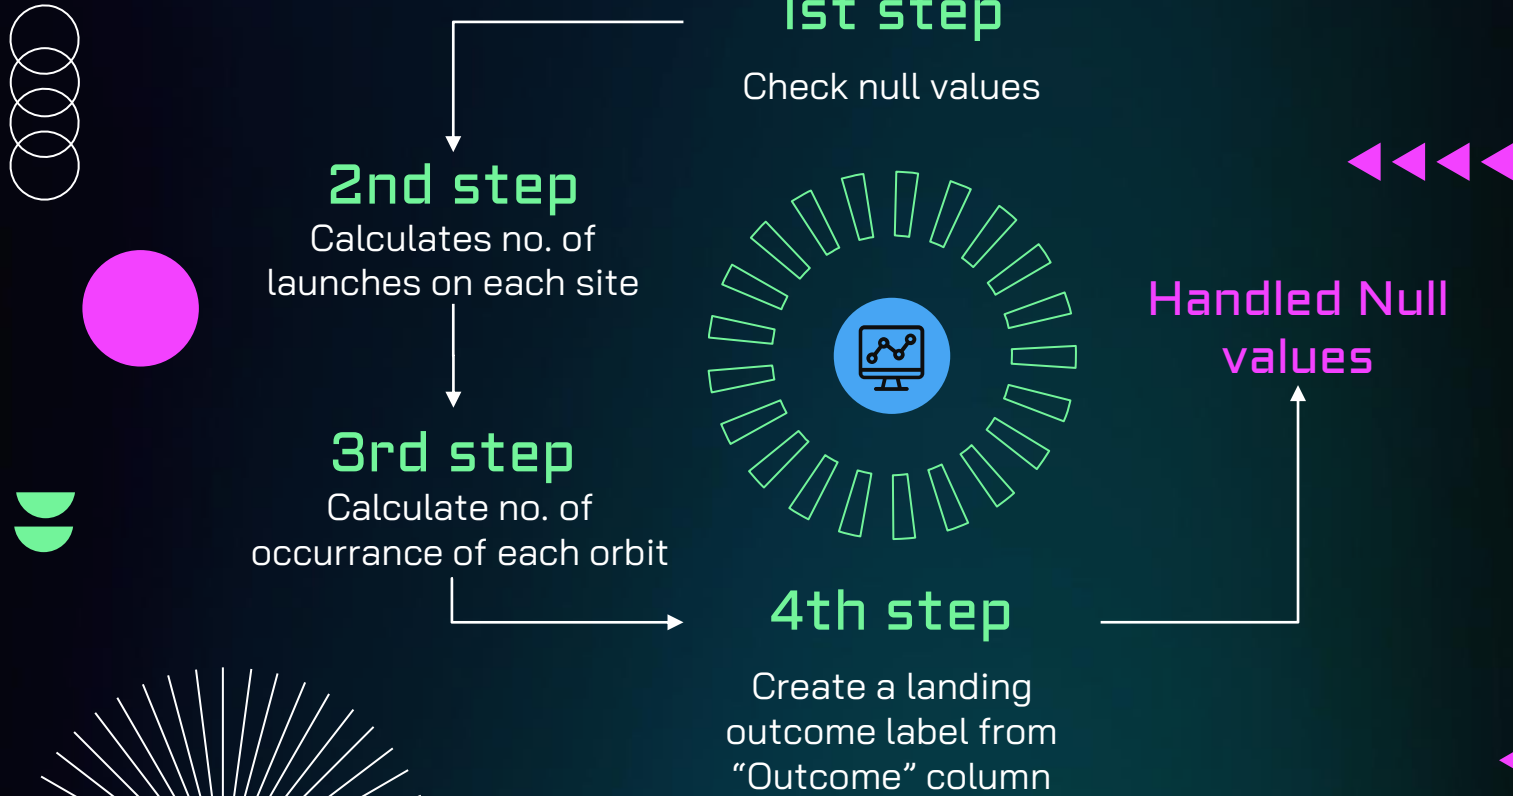 1st step
Check null values
2nd step
Calculates no. of
launches on each site
3rd step
Calculate no. of
occurrance of each orbit
4th step
Create a landing
outcome label from
“Outcome” column
Handled Null
values